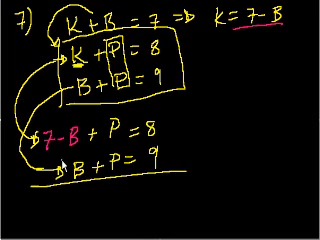 7) K + B = 7 ⇒ K = 7 - B
K + P = 8
B + P = 9
7 - B + P = 8
B + P = 9